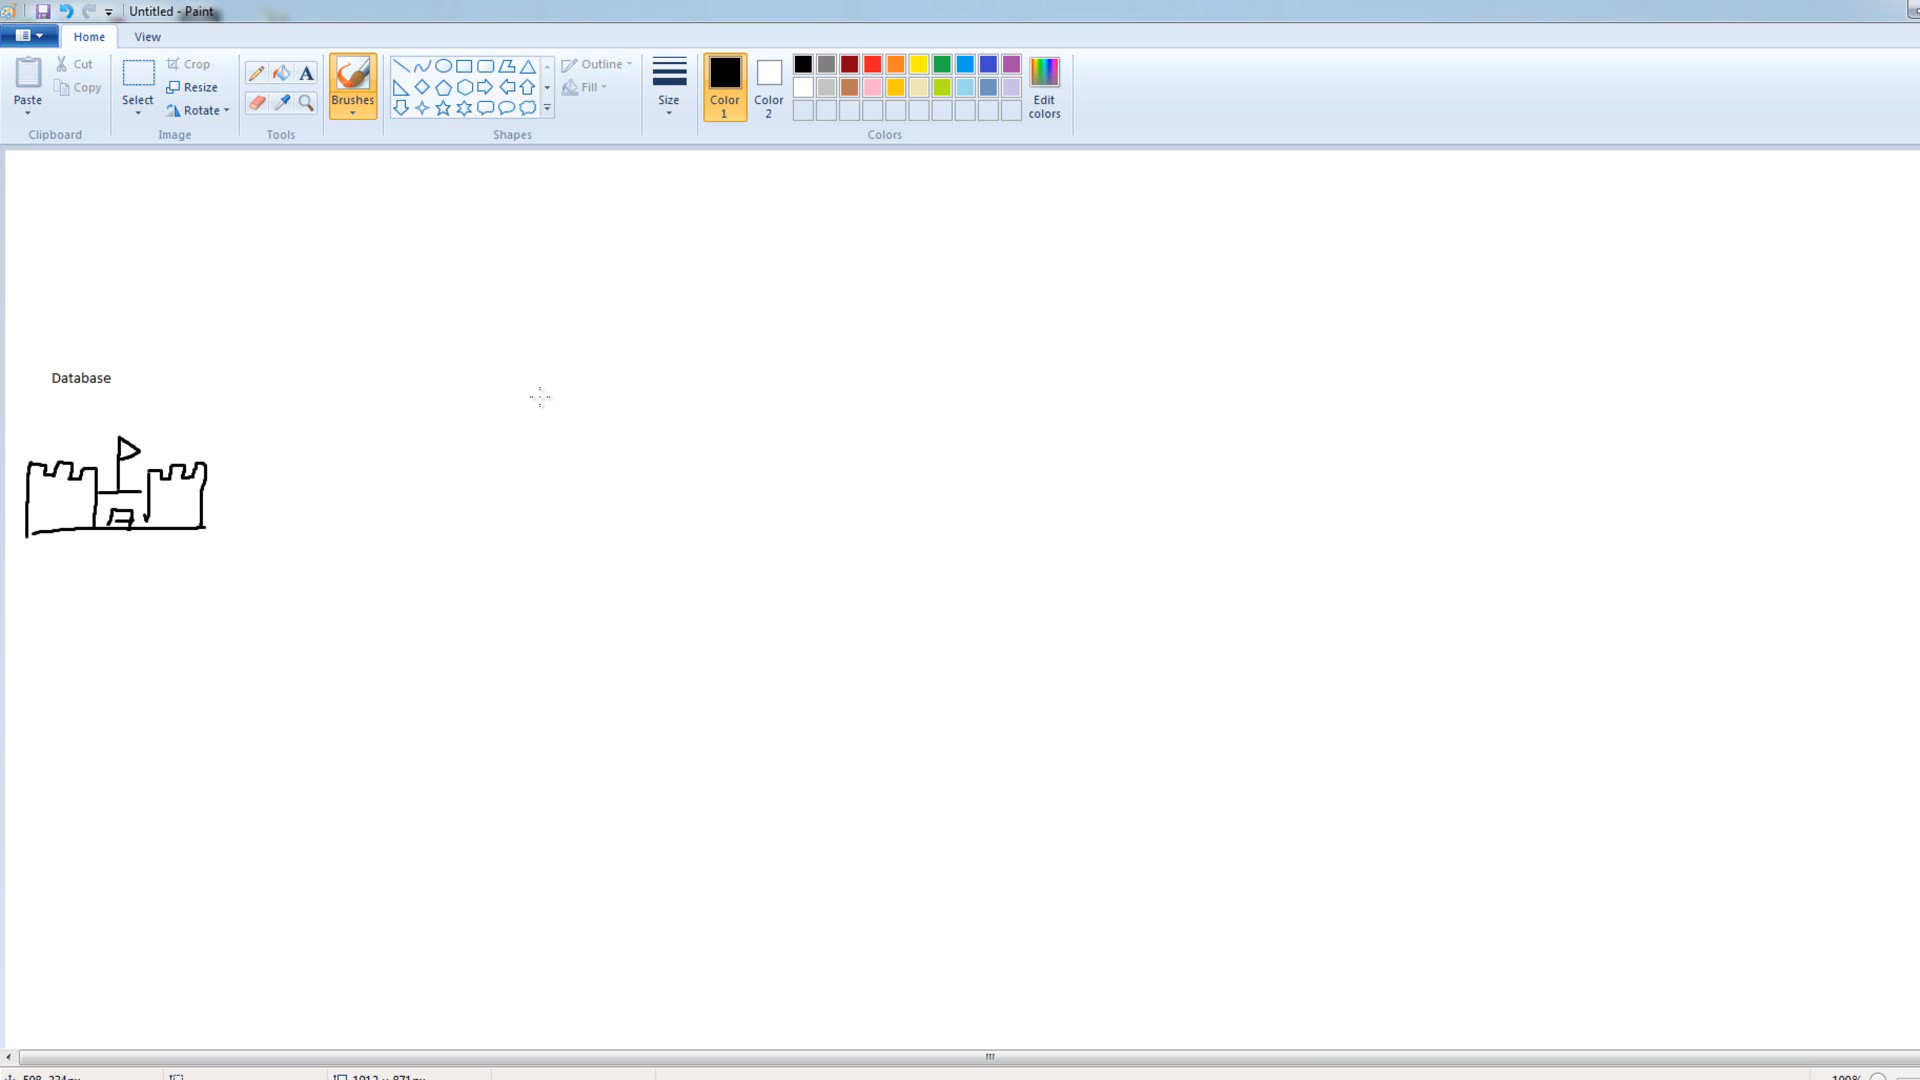 Untitled - Paint
Home
View
Paste
Cut
Copy
Clipboard
Select
Crop
Resize
Rotate
Image
A
Tools
Brushes
Outline
Fill
Shapes
Size
Color 1
Color 2
Edit colors
Colors
Database